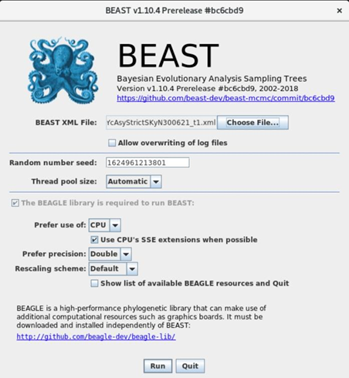 BEAST v1.10.4 Prerelease #bc6cbd9
BEAST
Bayesian Evolutionary Analysis Sampling Trees
Version v1.10.4 Prerelease #bc6cbd9, 2002-2018
https://github.com/beast-dev/beast-mcmc/commit/bc6cbd9
BEAST XML File: rcAsyStrictSKyN300621_t1.xml Choose File...
Allow overwriting of log files
Random number seed: 1624961213801
Thread pool size: Automatic
The BEAGLE library is required to run BEAST:
Prefer use of: CPU
Use CPU's SSE extensions when possible
Prefer precision: Double
Rescaling scheme: Default
Show list of available BEAGLE resources and Quit
BEAGLE is a high-performance phylogenetic library that can make use of
additional computational resources such as graphics boards. It must be
downloaded and installed independently of BEAST:
http://github.com/beagle-dev/beagle-lib/
Run Quit